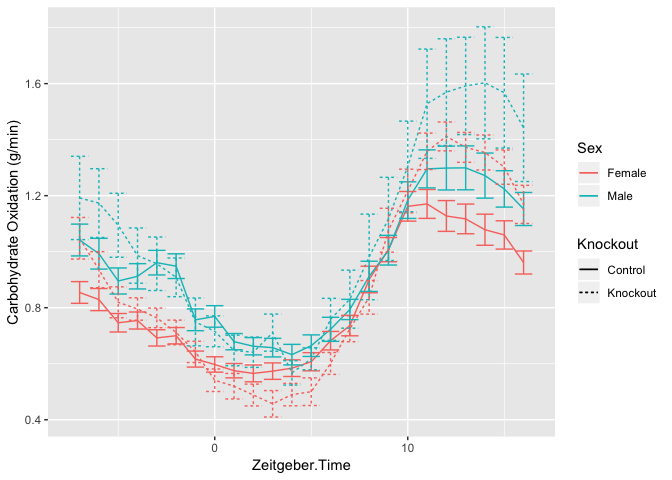 Carbohydrate Oxidation (g/min)
1.6
1.2
0.8
0.4
0
10
Zeitgeber.Time
Sex
Female
Male
Knockout
Control
Knockout